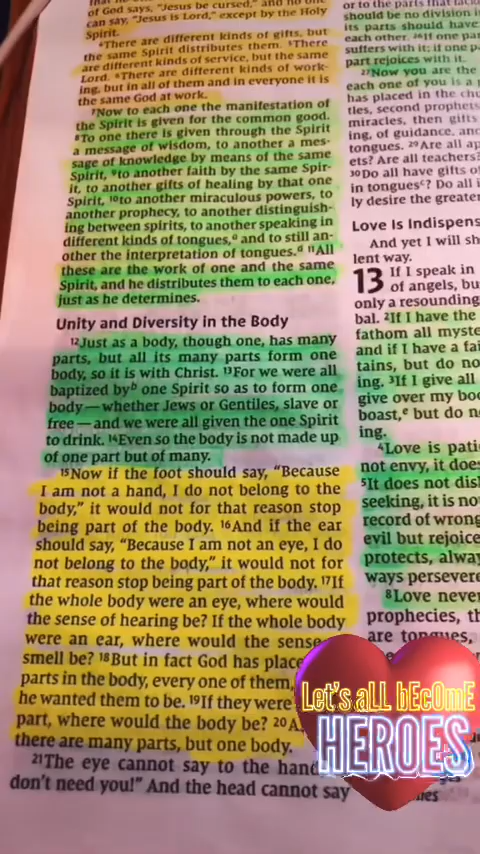 of God says, "Jesus be cursed," and no one
can say, "Jesus is Lord," except by the Holy
Spirit.
⁴There are different kinds of gifts, but
the same Spirit distributes them. ⁵There
are different kinds of service, but the same
Lord. ⁶There are different kinds of work-
ing, but in all of them and in everyone it is
the same God at work.
⁷Now to each one the manifestation of
the Spirit is given for the common good.
⁸To one there is given through the Spirit
a message of wisdom, to another a mes-
sage of knowledge by means of the same
Spirit, ⁹to another faith by the same Spir-
it, to another gifts of healing by that one
Spirit, ¹⁰to another miraculous powers, to
another prophecy, to another distinguish-
ing between spirits, to another speaking in
different kinds of tongues,ᵃ and to still an-
other the interpretation of tongues.ᵈ ¹¹All
these are the work of one and the same
Spirit, and he distributes them to each one,
just as he determines.
Unity and Diversity in the Body
¹²Just as a body, though one, has many
parts, but all its many parts form one
body, so it is with Christ. ¹³For we were all
baptized byᵇ one Spirit so as to form one
body—whether Jews or Gentiles, slave or
free—and we were all given the one Spirit
to drink. ¹⁴Even so the body is not made up
of one part but of many.
¹⁵Now if the foot should say, "Because
I am not a hand, I do not belong to the
body," it would not for that reason stop
being part of the body. ¹⁶And if the ear
should say, "Because I am not an eye, I do
not belong to the body," it would not for
that reason stop being part of the body. ¹⁷If
the whole body were an eye, where would
the sense of hearing be? If the whole body
were an ear, where would the sense
smell be? ¹⁸But in fact God has place
parts in the body, every one of them,
he wanted them to be. ¹⁹If they were
part, where would the body be? ²⁰A
there are many parts, but one body.
²¹The eye cannot say to the hand
don't need you!" And the head cannot say
or to the parts that
should be no division i
its parts should have
each other. ²⁶If one par
suffers with it; if one p
part rejoices with it.
²⁷Now you are the
each one of you is a p
has placed in the chu
tles, second prophets
miracles, then gifts
ing, of guidance, and
tongues. ²⁹Are all ap
ets? Are all teachers?
³⁰Do all have gifts o
in tonguesᶜ? Do all i
ly desire the greater
Love Is Indispens
And yet I will sh
lent way.
13 If I speak in
of angels, bu
only a resounding
bal. ²If I have the
fathom all myste
and if I have a fai
tains, but do no
ing. ³If I give all
give over my bod
boast,ᵉ but do n
ing.
⁴Love is pati
not envy, it doe
⁵It does not dis
seeking, it is no
record of wrong
evil but rejoice
protects, alway
ways persevere
⁸Love never
prophecies, th
are tongues,
Let's aLL bEcOmE
HEROES